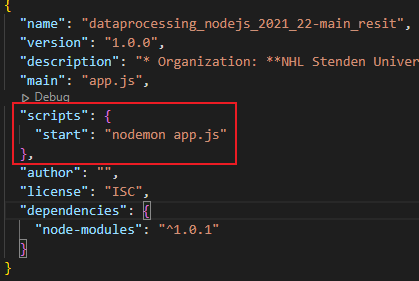 {
"name": "dataprocessing_nodejs_2021_22-main_resit",
"version": "1.0.0",
"description": "* Organization: **NHL Stenden Univer
"main": "app.js",
Debug
"scripts": {
"start": "nodemon app.js"
},
"author": "",
"license": "ISC",
"dependencies": {
"node-modules": "^1.0.1"
}
}